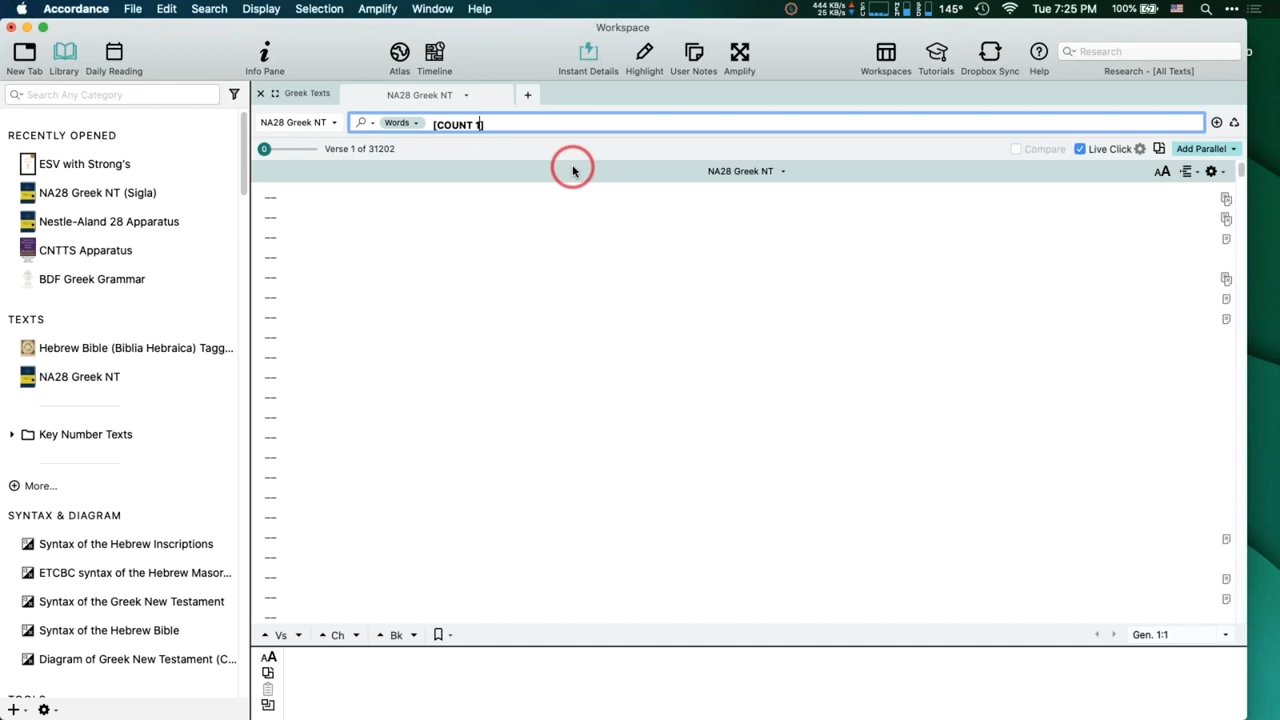 Accordance File Edit Search Display Selection Amplify Window Help
444 KB/s
25 KB/s
145° Tue 7:25 PM 100%
Workspace
New Tab Library Daily Reading Info Pane Atlas Timeline Instant Details Highlight User Notes Amplify Workspaces Tutorials Dropbox Sync Help
Research
Research - [All Texts]
Search Any Category
Greek Texts NA28 Greek NT
NA28 Greek NT Words [COUNT 1]
0 Verse 1 of 31202 Compare Live Click Add Parallel
NA28 Greek NT
RECENTLY OPENED
ESV with Strong's
NA28 Greek NT (Sigla)
Nestle-Aland 28 Apparatus
CNTTS Apparatus
BDF Greek Grammar
TEXTS
Hebrew Bible (Biblia Hebraica) Tagg...
NA28 Greek NT
Key Number Texts
More...
SYNTAX & DIAGRAM
Syntax of the Hebrew Inscriptions
ETCBC syntax of the Hebrew Masor...
Syntax of the Greek New Testament
Syntax of the Hebrew Bible
Diagram of Greek New Testament (C...
TOOLS
Vs Ch Bk Gen. 1:1
AA